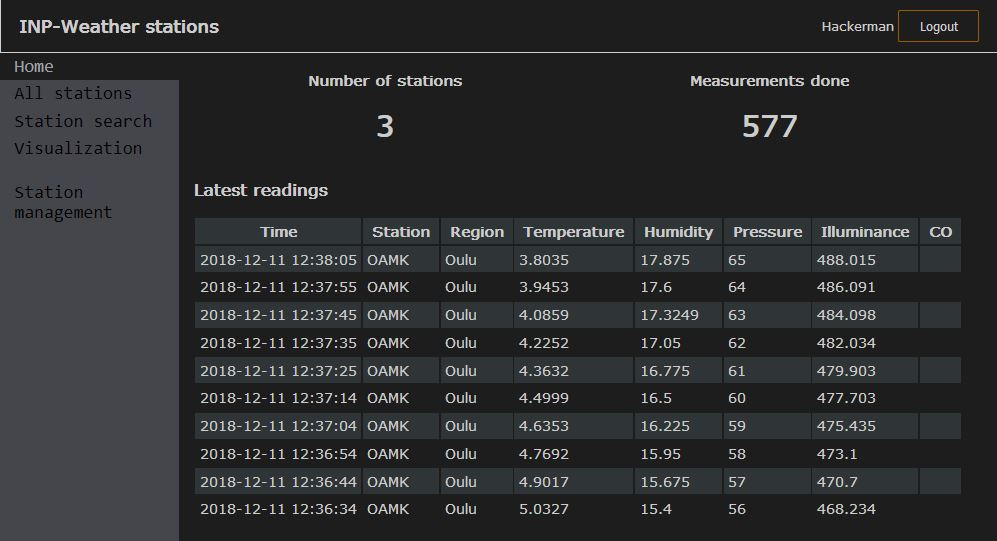 INP-Weather stations
Hackerman Logout
Home
All stations
Station search
Visualization
Station
management
Number of stations Measurements done
3 577
Latest readings
Time Station Region Temperature Humidity Pressure Illuminance CO
2018-12-11 12:38:05 OAMK Oulu 3.8035 17.875 65 488.015
2018-12-11 12:37:55 OAMK Oulu 3.9453 17.6 64 486.091
2018-12-11 12:37:45 OAMK Oulu 4.0859 17.3249 63 484.098
2018-12-11 12:37:35 OAMK Oulu 4.2252 17.05 62 482.034
2018-12-11 12:37:25 OAMK Oulu 4.3632 16.775 61 479.903
2018-12-11 12:37:14 OAMK Oulu 4.4999 16.5 60 477.703
2018-12-11 12:37:04 OAMK Oulu 4.6353 16.225 59 475.435
2018-12-11 12:36:54 OAMK Oulu 4.7692 15.95 58 473.1
2018-12-11 12:36:44 OAMK Oulu 4.9017 15.675 57 470.7
2018-12-11 12:36:34 OAMK Oulu 5.0327 15.4 56 468.234